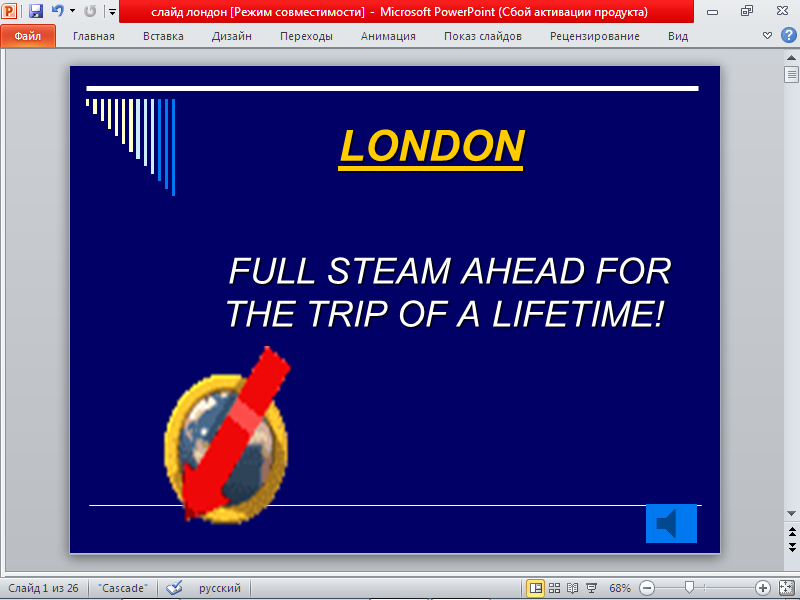 слайд лондон [Режим совместимости] - Microsoft PowerPoint (Сбой активации продукта)
Файл Главная Вставка Дизайн Переходы Анимация Показ слайдов Рецензирование Вид
LONDON
FULL STEAM AHEAD FOR
THE TRIP OF A LIFETIME!
Слайд 1 из 26 "Cascade" русский 68%